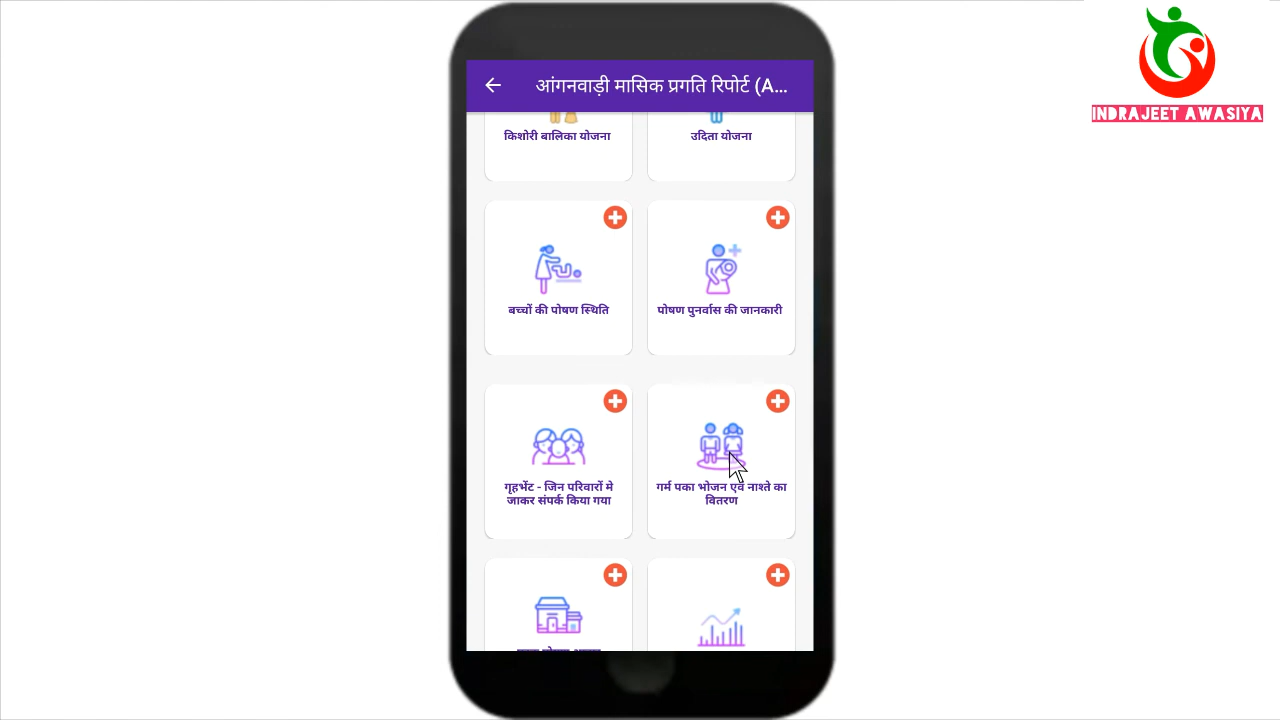 INDRAJEET AWASIYA
आंगनवाड़ी मासिक प्रगति रिपोर्ट (A...
किशोरी बालिका योजना
उदिता योजना
बच्चों की पोषण स्थिति
पोषण पुनर्वास की जानकारी
गृहभेंट - जिन परिवारों मे
जाकर संपर्क किया गया
गर्म पका भोजन एवं नाश्ते का
वितरण